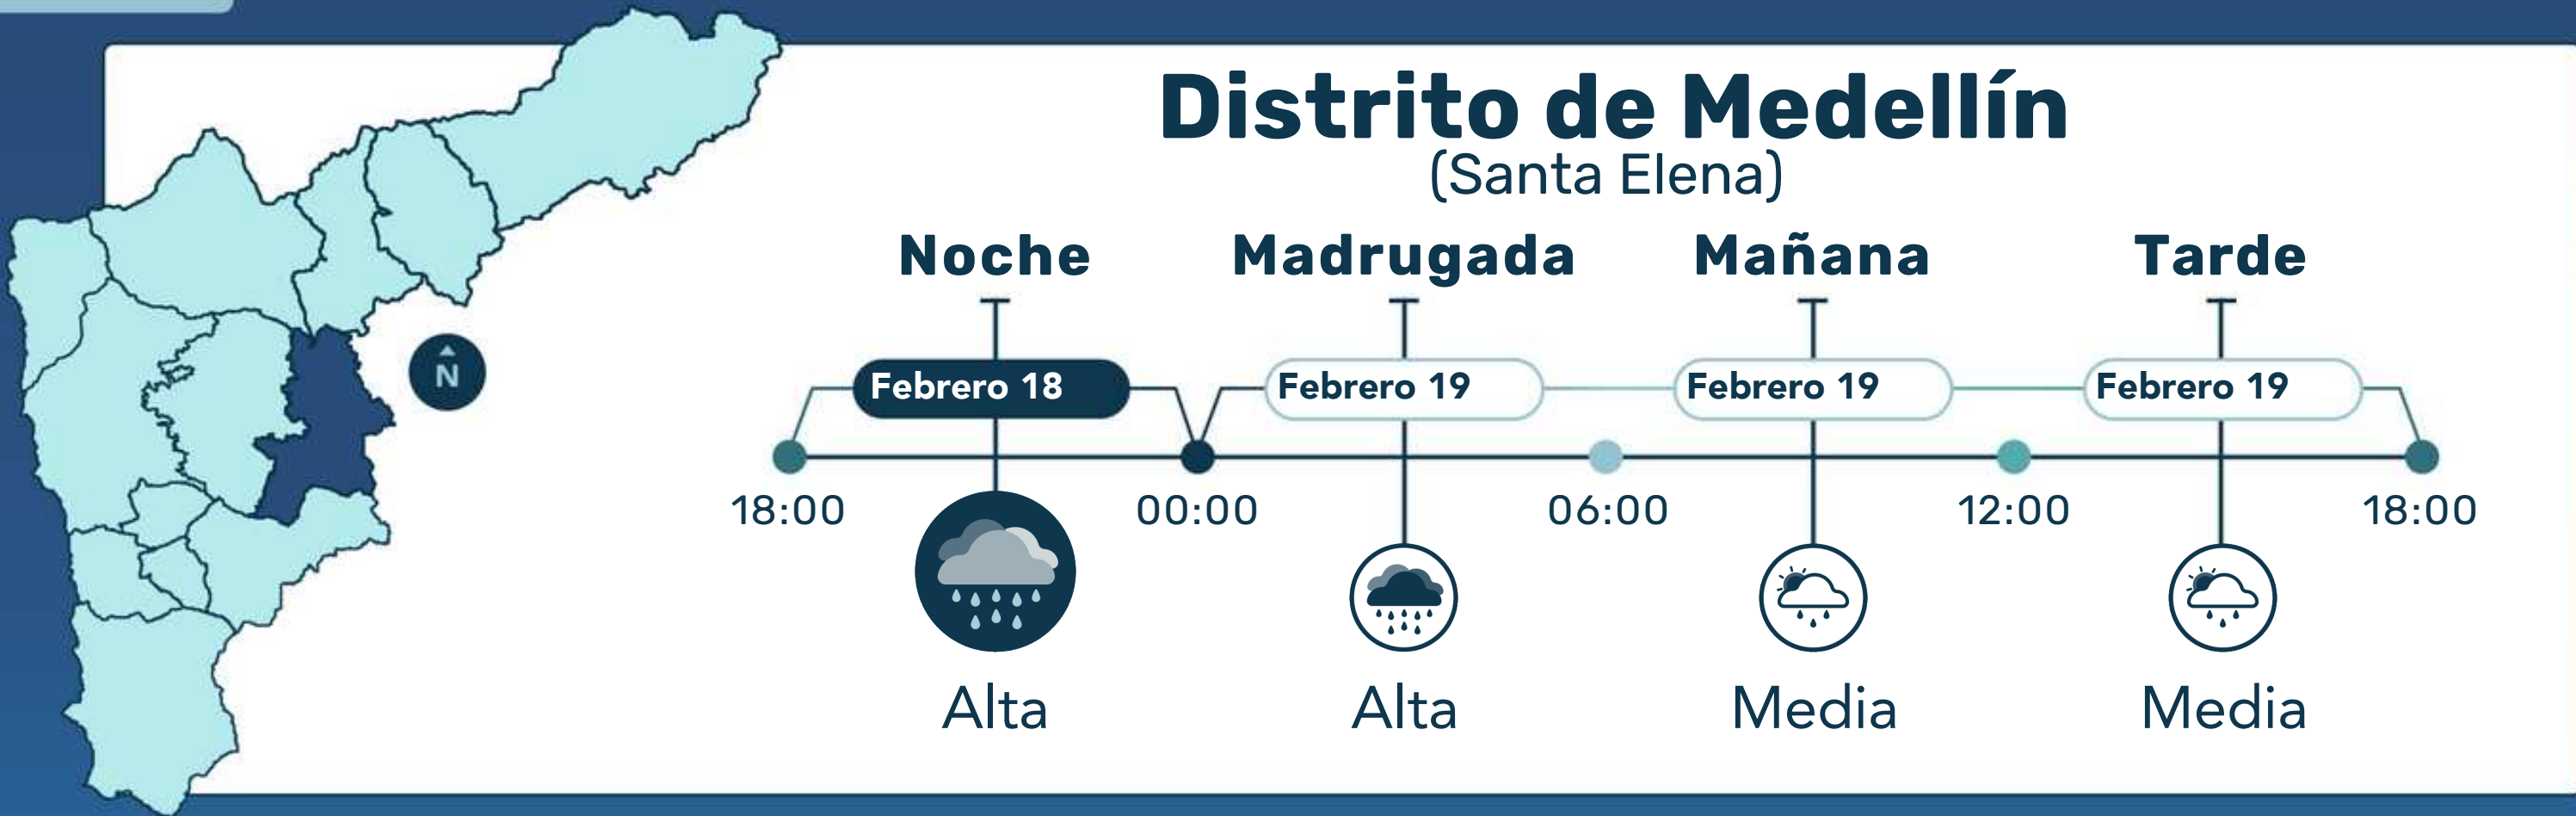 Distrito de Medellín
(Santa Elena)
Noche Madrugada Mañana Tarde
N
Febrero 18 Febrero 19 Febrero 19 Febrero 19
18:00 00:00 06:00 12:00 18:00
Alta Alta Media Media